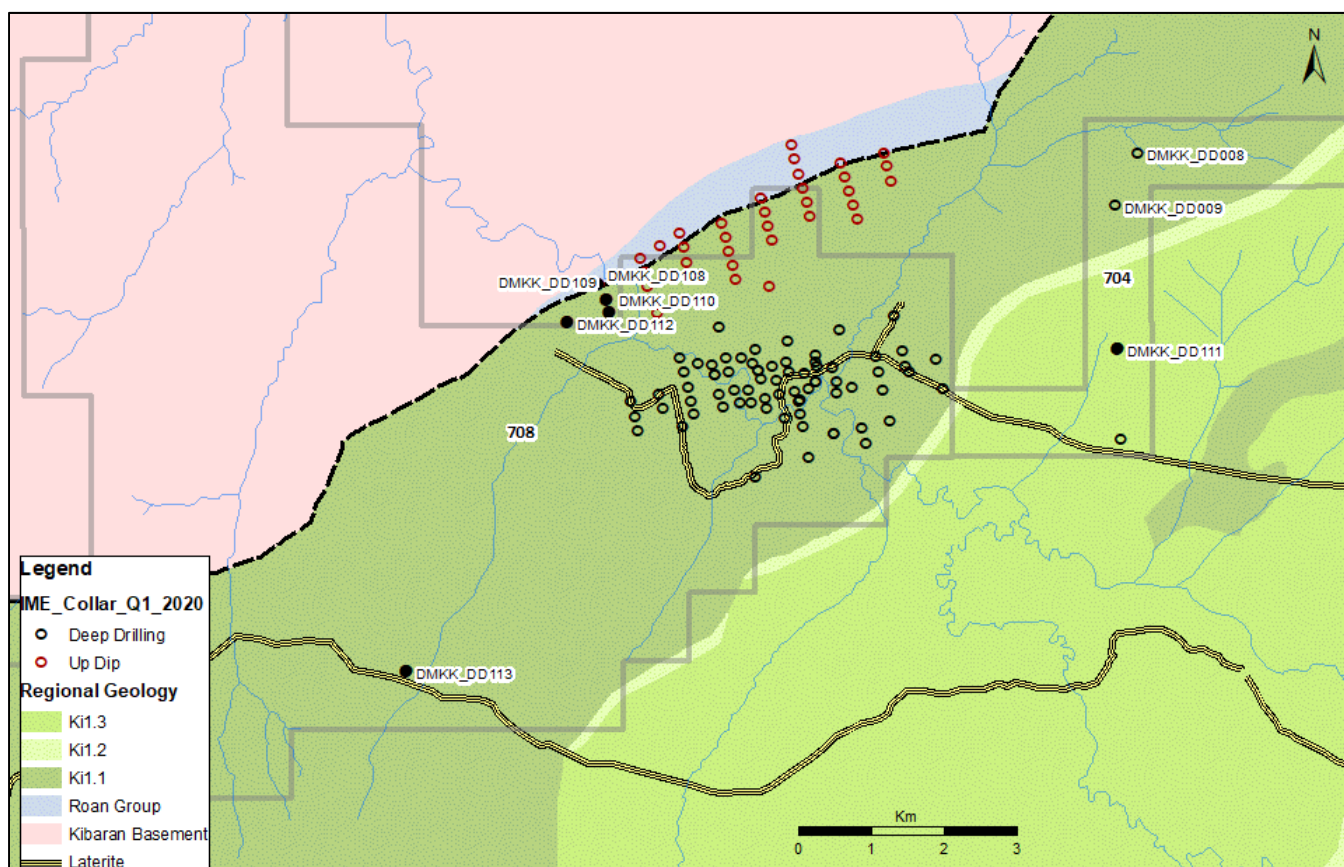 N
DMKK_DD008
DMKK_DD009
DMKK_DD109
DMKK_DD108
DMKK_DD110
DMKK_DD112
704
DMKK_DD111
708
DMKK_DD113
Legend
IME_Collar_Q1_2020
Deep Drilling
Up Dip
Regional Geology
Ki1.3
Ki1.2
Ki1.1
Roan Group
Kibaran Basement
Laterite
Km
0 1 2 3